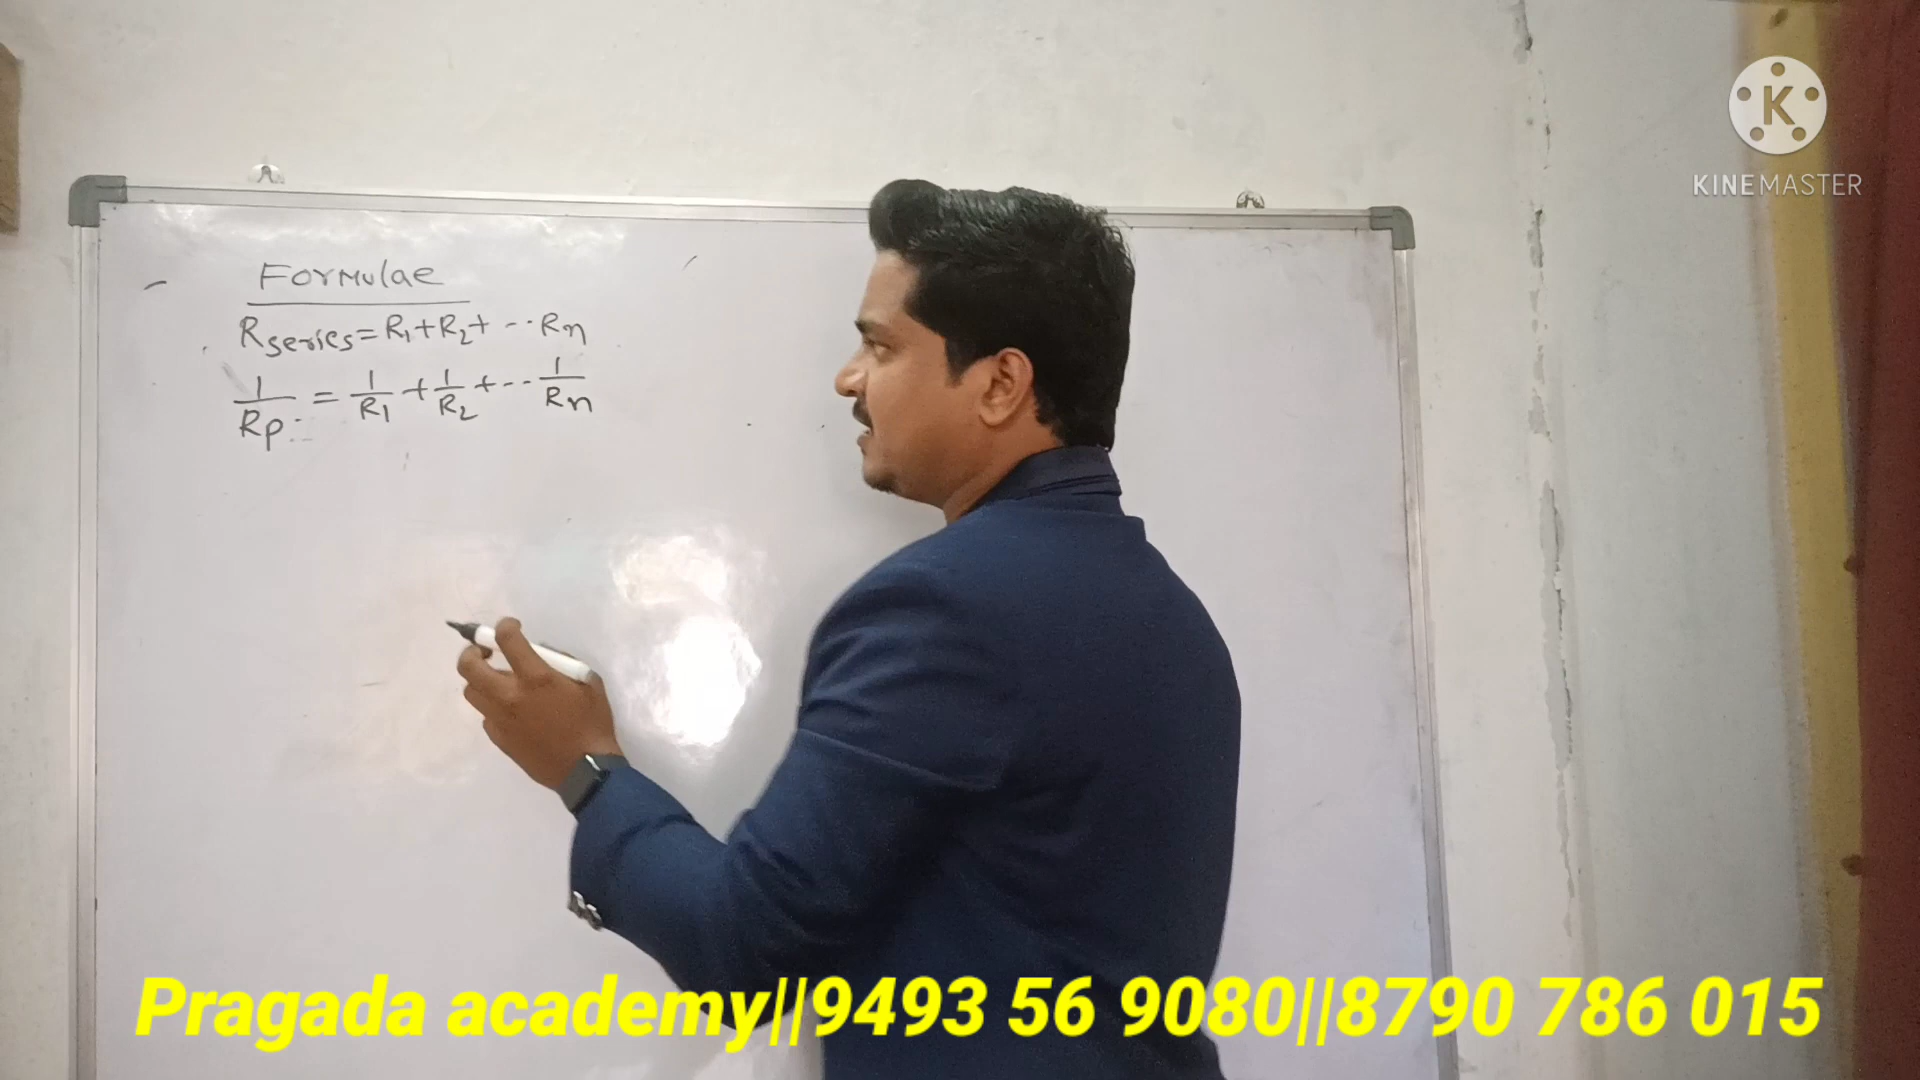 K
KINEMASTER
Formulae
Rseries = R1 + R2 + --- Rn
1/Rp = 1/R1 + 1/R2 + --- 1/Rn
Pragada academy||9493 56 9080||8790 786 015